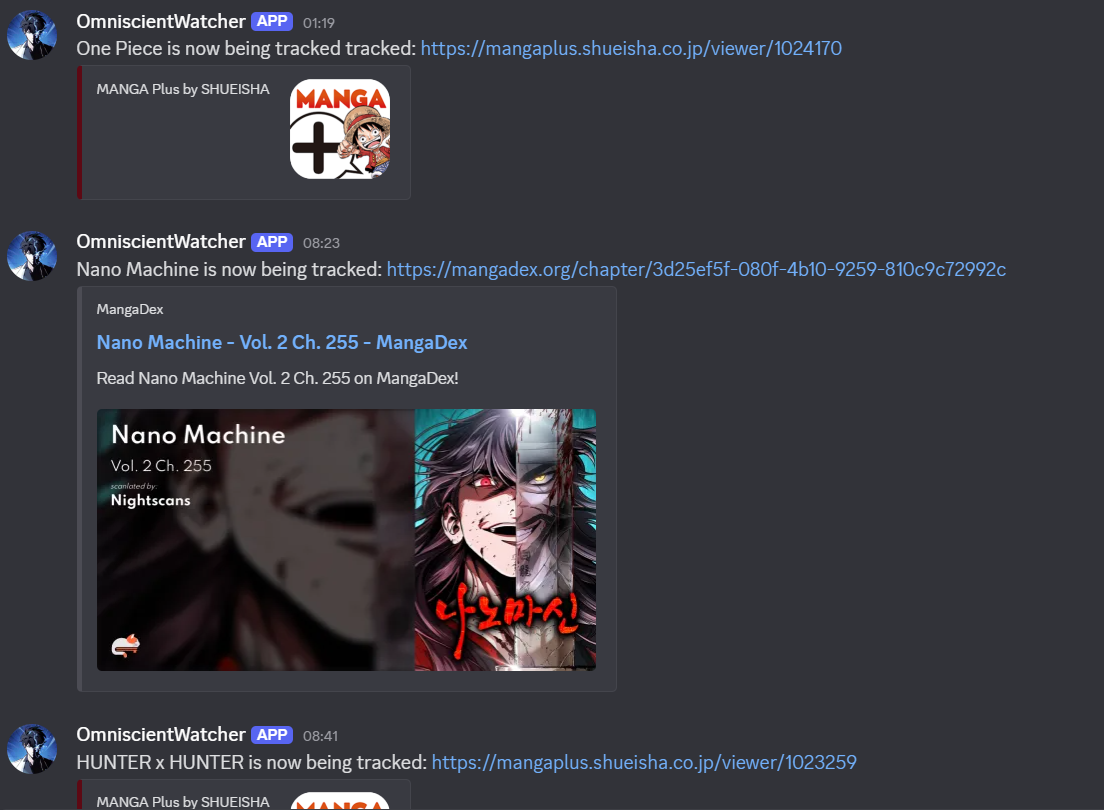 OmniscientWatcher APP 01:19
One Piece is now being tracked tracked: https://mangaplus.shueisha.co.jp/viewer/1024170
MANGA Plus by SHUEISHA
MANGA
OmniscientWatcher APP 08:23
Nano Machine is now being tracked: https://mangadex.org/chapter/3d25ef5f-080f-4b10-9259-810c9c72992c
MangaDex
Nano Machine - Vol. 2 Ch. 255 - MangaDex
Read Nano Machine Vol. 2 Ch. 255 on MangaDex!
Nano Machine
Vol. 2 Ch. 255
scanlated by:
Nightscans
나노마신
OmniscientWatcher APP 08:41
HUNTER x HUNTER is now being tracked: https://mangaplus.shueisha.co.jp/viewer/1023259
MANGA Plus by SHUEISHA
MANGA